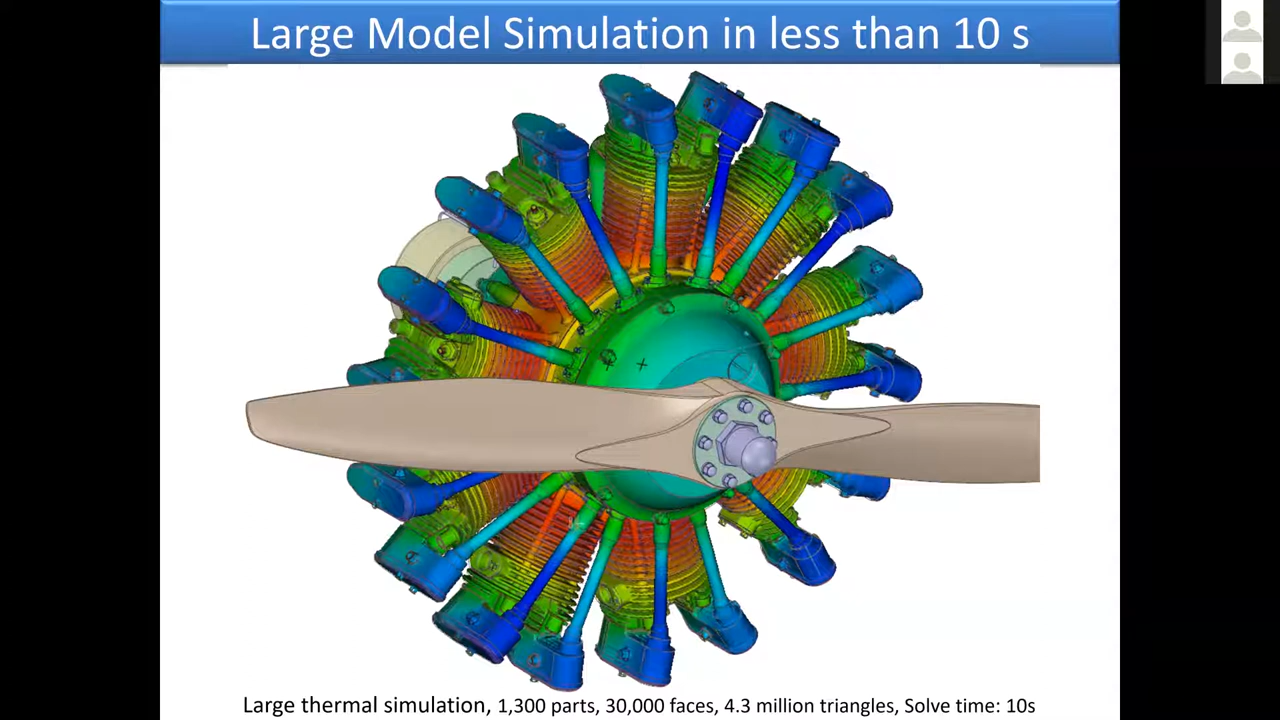 Large Model Simulation in less than 10 s
Large thermal simulation, 1,300 parts, 30,000 faces, 4.3 million triangles, Solve time: 10s